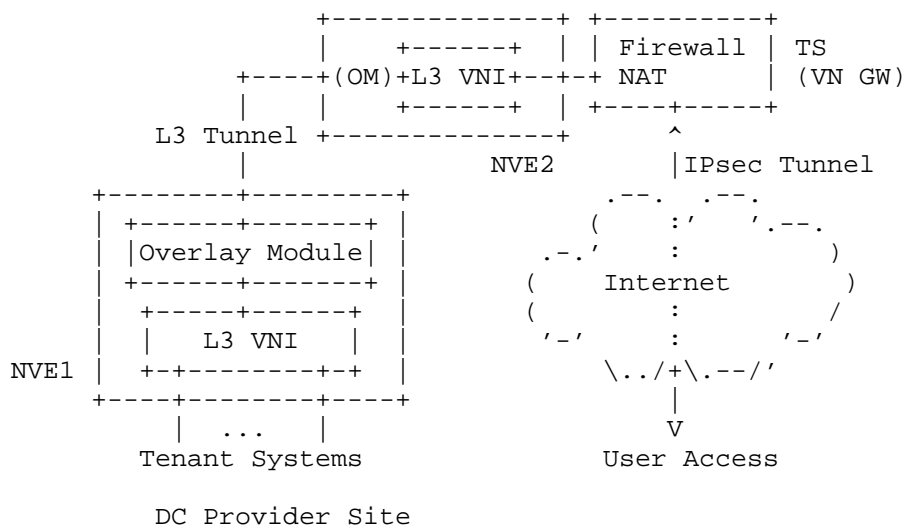 Firewall TS
(OM) L3 VNI NAT (VN GW)
L3 Tunnel
NVE2 IPsec Tunnel
Overlay Module
Internet
L3 VNI
NVE1
...
Tenant Systems User Access
DC Provider Site